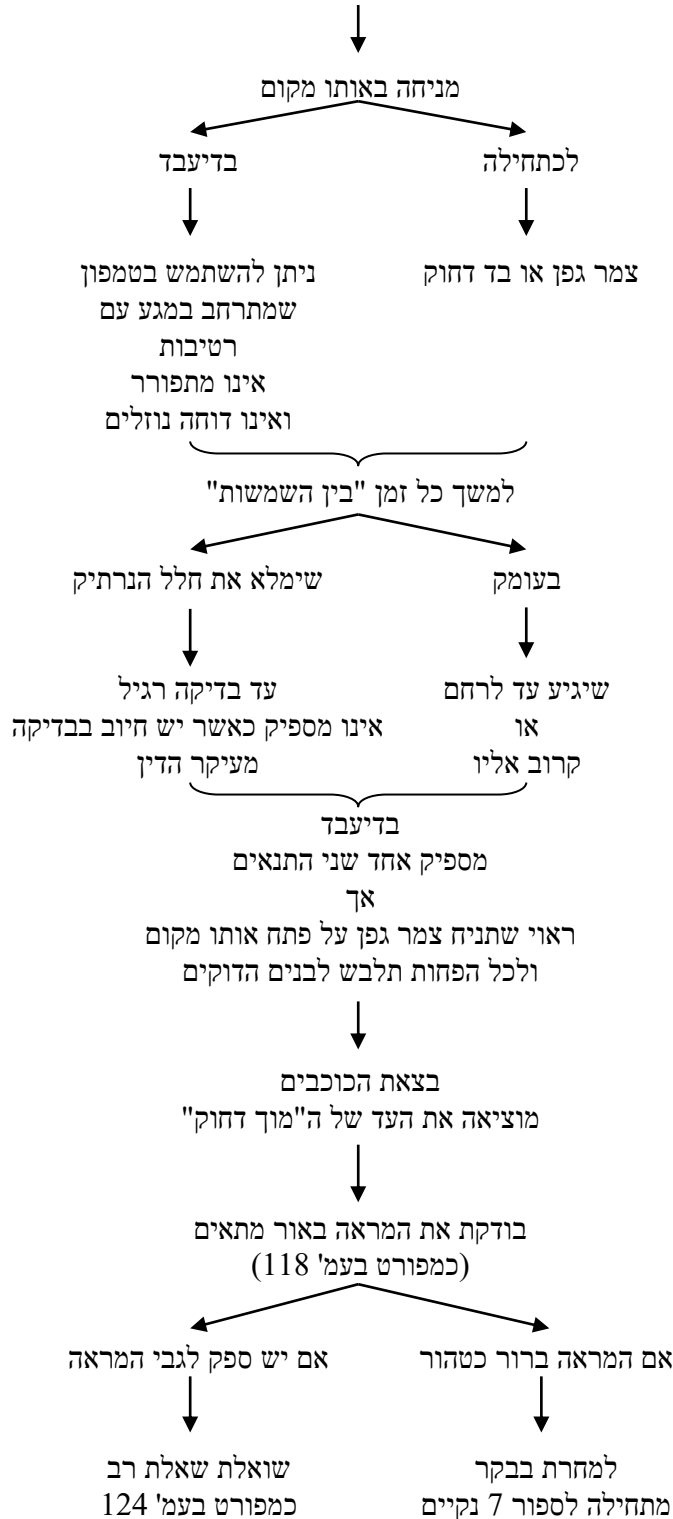 מניחה באותו מקום
לכתחילה
בדיעבד
צמר גפן או בד דחוק
ניתן להשתמש בטמפון
שמתרחב במגע עם
רטיבות
אינו מתפורר
ואינו דוחה נוזלים
למשך כל זמן "בין השמשות"
בעומק
שימלא את חלל הנרתיק
שיגיע עד לרחם
או
קרוב אליו
עד בדיקה רגיל
אינו מספיק כאשר יש חיוב בבדיקה
מעיקר הדין
בדיעבד
מספיק אחד שני התנאים
אך
ראוי שתניח צמר גפן על פתח אותו מקום
ולכל הפחות תלבש לבנים הדוקים
בצאת הכוכבים
מוציאה את העד של ה"מוך דחוק"
בודקת את המראה באור מתאים
(כמפורט בעמ' 118)
אם המראה ברור כטהור
אם יש ספק לגבי המראה
למחרת בבקר
מתחילה לספור 7 נקיים
שואלת שאלת רב
כמפורט בעמ' 124